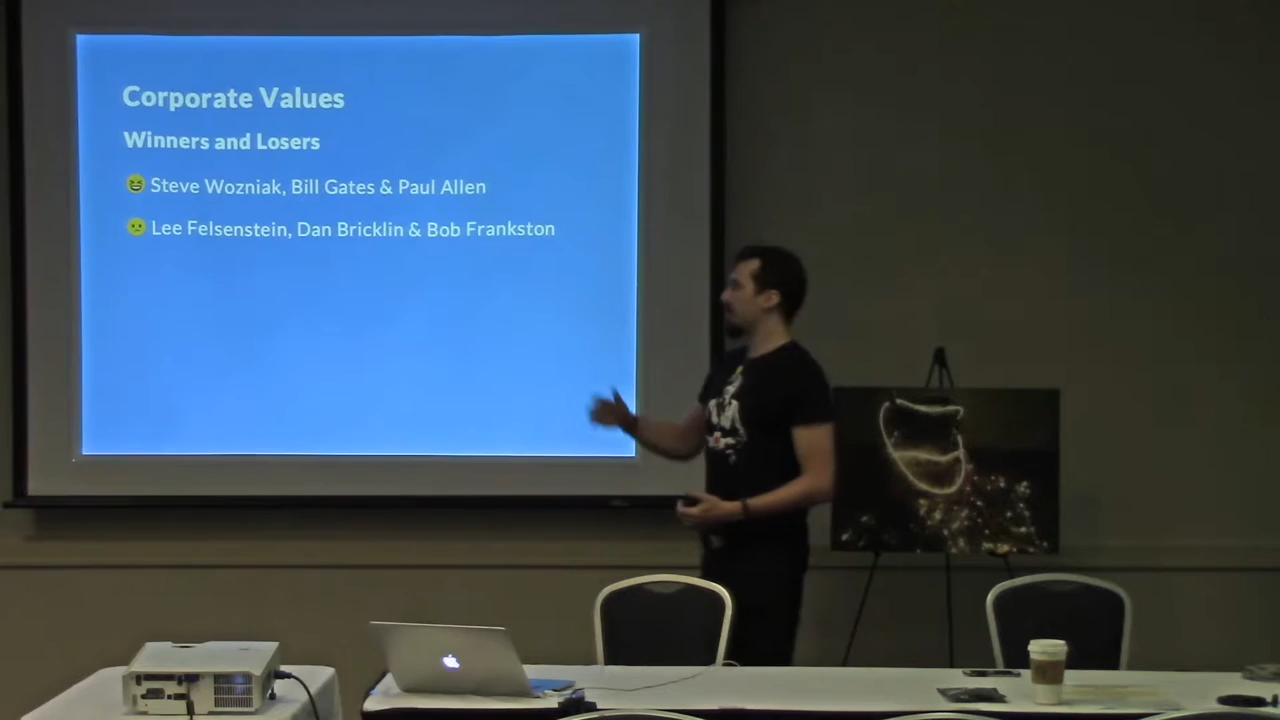 Corporate Values
Winners and Losers
😆 Steve Wozniak, Bill Gates & Paul Allen
🙁 Lee Felsenstein, Dan Bricklin & Bob Frankston